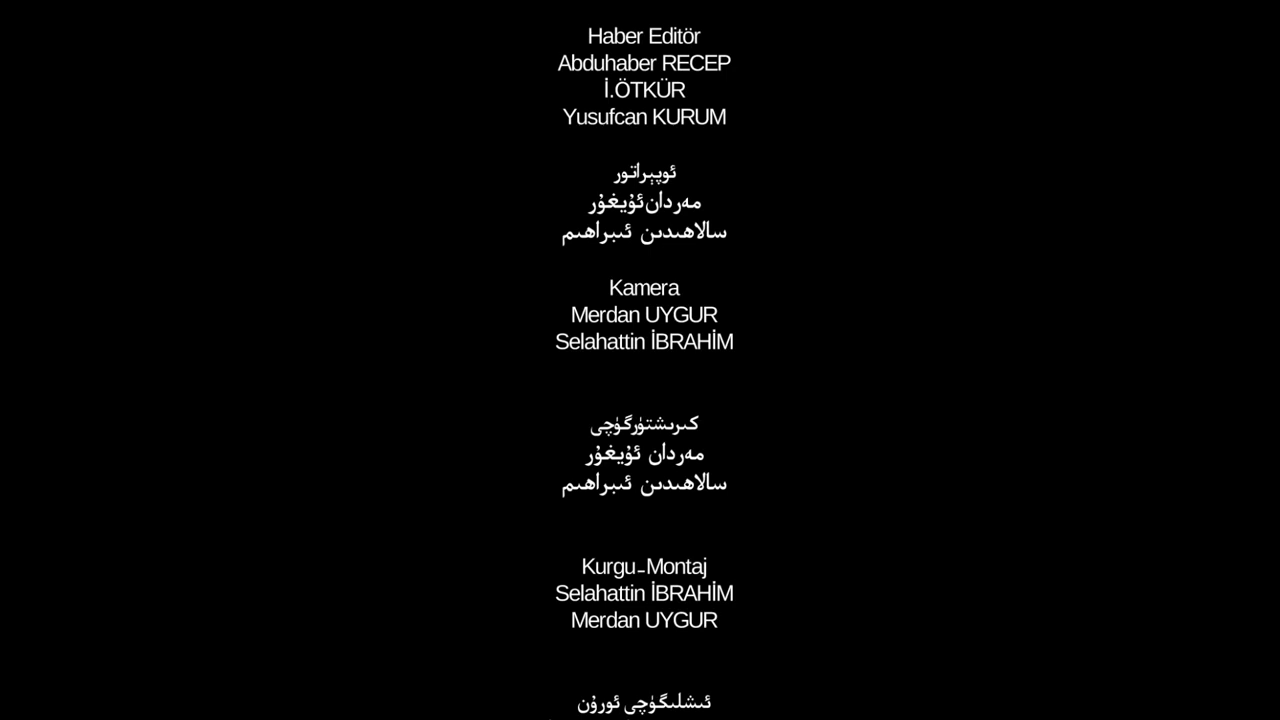 Haber Editör
Abduhaber RECEP
İ.ÖTKÜR
Yusufcan KURUM
ئوپېراتور
مەردان ئۇيغۇر
سالاھىدىن ئىبراھىم
Kamera
Merdan UYGUR
Selahattin İBRAHİM
كىرىشتۈرگۈچى
مەردان ئۇيغۇر
سالاھىدىن ئىبراھىم
Kurgu-Montaj
Selahattin İBRAHİM
Merdan UYGUR
ئىشلىگۈچى ئورۇن